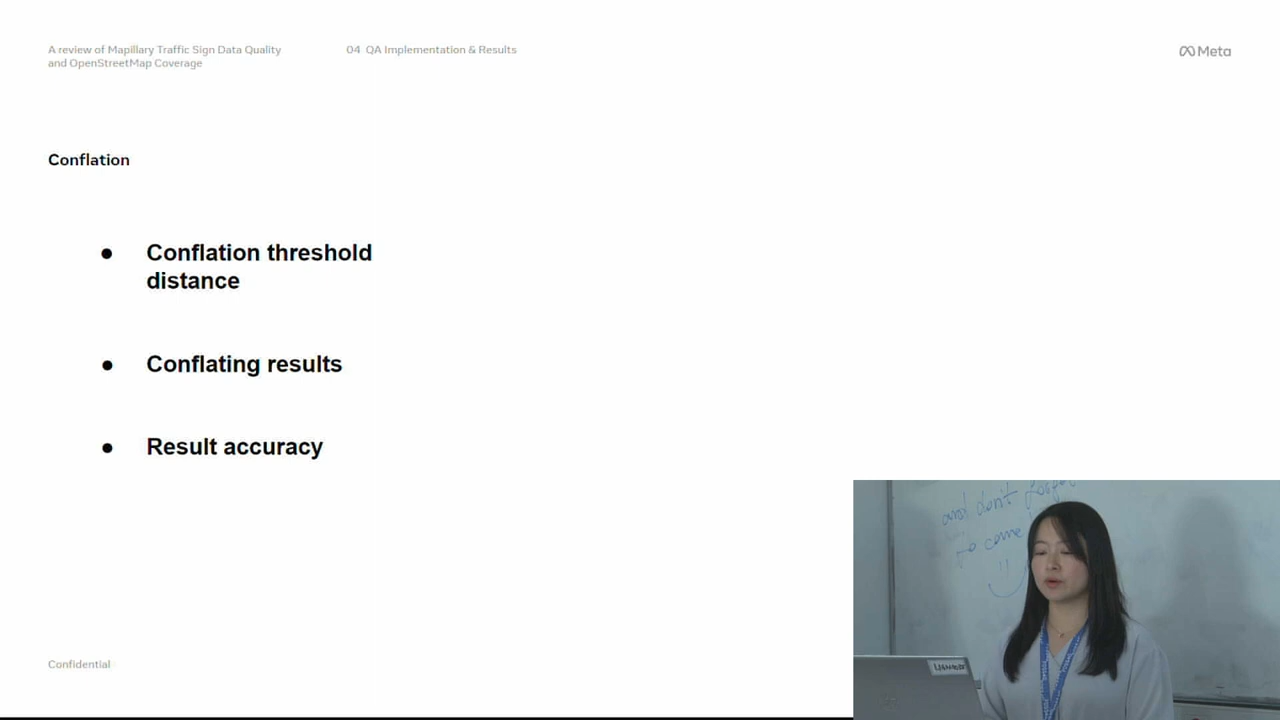 A review of Mapillary Traffic Sign Data Quality
and OpenStreetMap Coverage
04 QA Implementation & Results
Meta
Conflation
● Conflation threshold
distance
● Conflating results
● Result accuracy
and don't forget
to come
Confidential